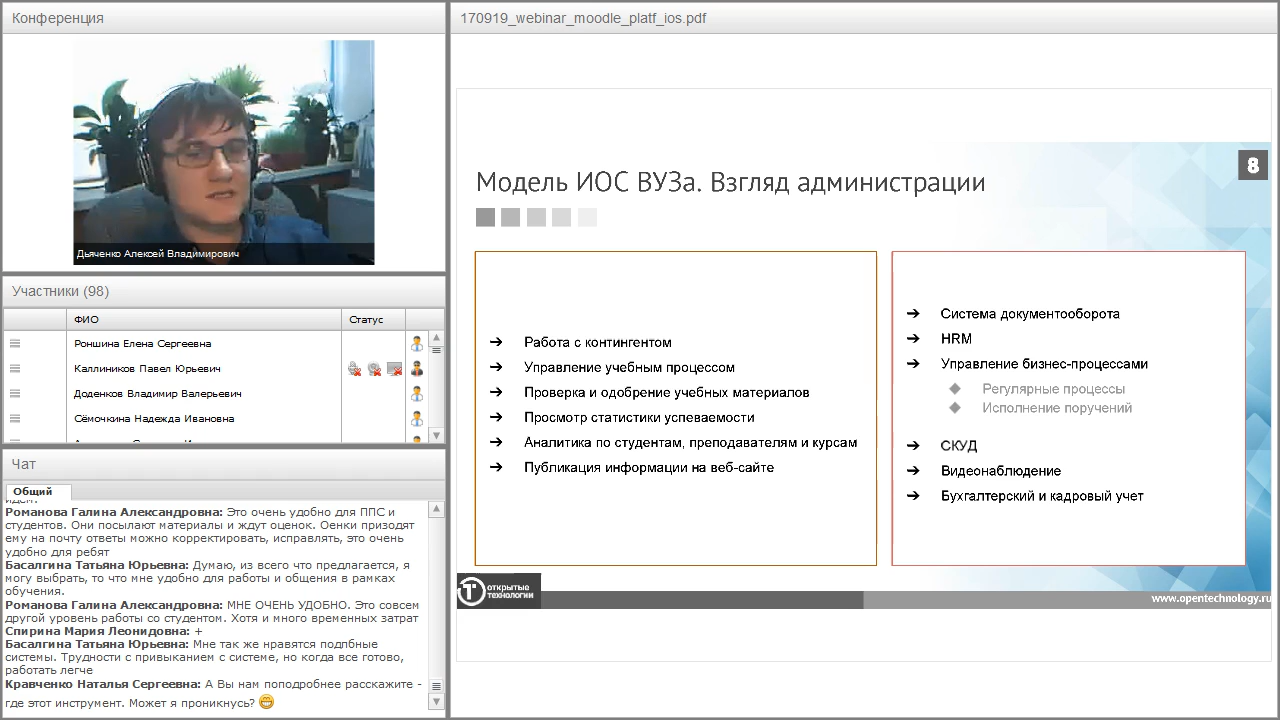 Конференция
Дьяченко Алексей Владимирович
Участники (98)
ФИО
Статус
Роншина Елена Сергеевна
Каллиников Павел Юрьевич
Доденков Владимир Валерьевич
Сёмочкина Надежда Ивановна
Чат
Общий
Романова Галина Александровна: Это очень удобно для ППС и
студентов. Они посылают материалы и ждут оценок. Оенки призодят
ему на почту ответы можно корректировать, исправлять, это очень
удобно для ребят
Басалгина Татьяна Юрьевна: Думаю, из всего что предлагается, я
могу выбрать, то что мне удобно для работы и общения в рамках
обучения.
Романова Галина Александровна: МНЕ ОЧЕНЬ УДОБНО. Это совсем
другой уровень работы со студентом. Хотя и много временных затрат
Спирина Мария Леонидовна: +
Басалгина Татьяна Юрьевна: Мне так же нравятся подпбные
системы. Трудности с привыканием с системе, но когда все готово,
работать легче
Кравченко Наталья Сергеевна: А Вы нам поподробнее расскажите -
где этот инструмент. Может я проникнусь?
170919_webinar_moodle_platf_ios.pdf
8
Модель ИОС ВУЗа. Взгляд администрации
Работа с контингентом
Управление учебным процессом
Проверка и одобрение учебных материалов
Просмотр статистики успеваемости
Аналитика по студентам, преподавателям и курсам
Публикация информации на веб-сайте
Система документооборота
HRM
Управление бизнес-процессами
Регулярные процессы
Исполнение поручений
СКУД
Видеонаблюдение
Бухгалтерский и кадровый учет
открытые
технологии
www.opentechnology.ru